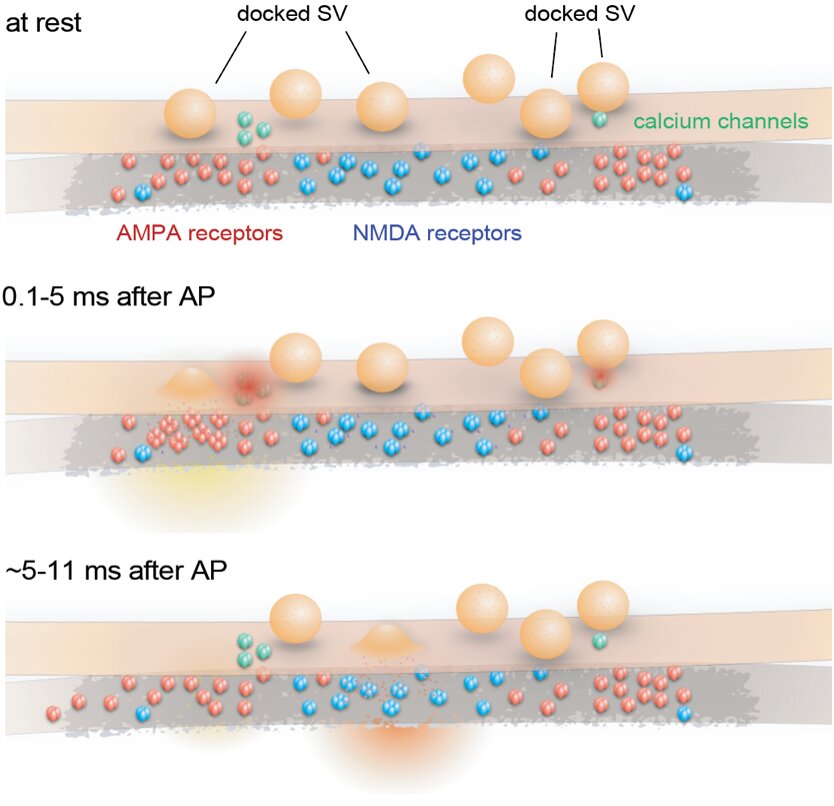 at rest
docked SV
docked SV
calcium channels
AMPA receptors
NMDA receptors
0.1-5 ms after AP
~5-11 ms after AP